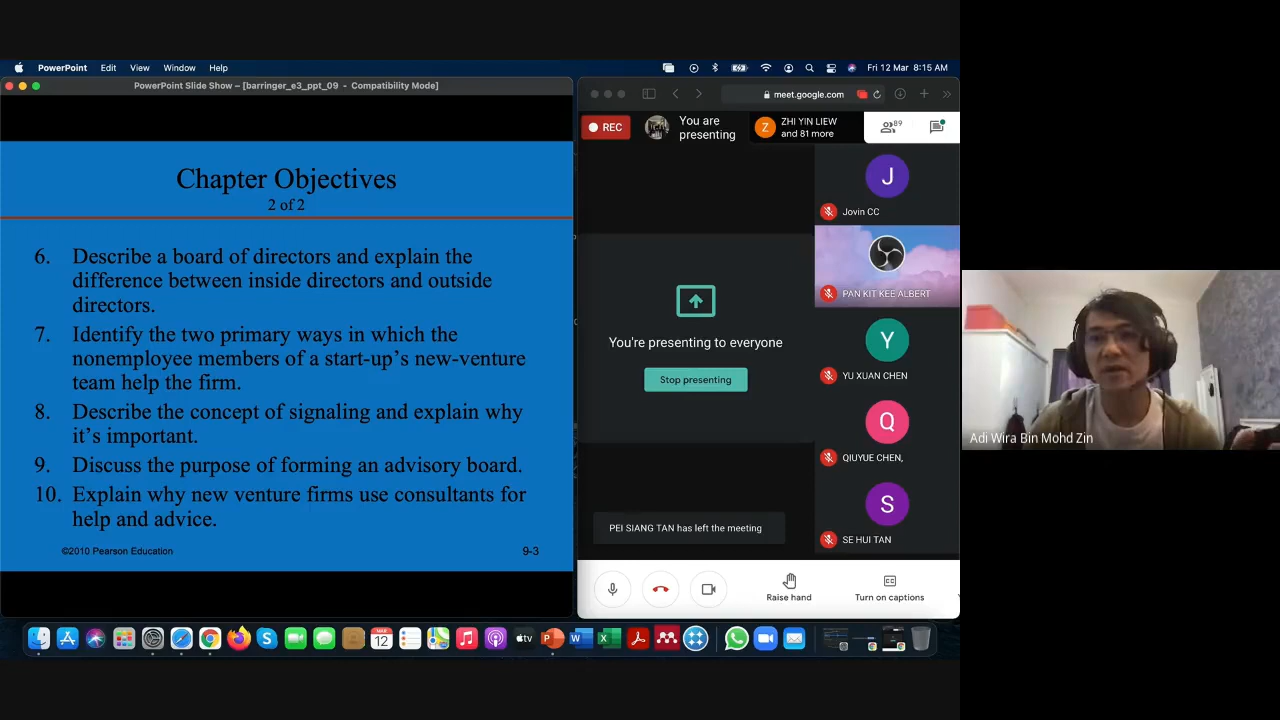 PowerPoint Edit View Window Help
Fri 12 Mar 8:15 AM
PowerPoint Slide Show – [barringer_e3_ppt_09 - Compatibility Mode]
Chapter Objectives
2 of 2
6. Describe a board of directors and explain the
difference between inside directors and outside
directors.
7. Identify the two primary ways in which the
nonemployee members of a start-up’s new-venture
team help the firm.
8. Describe the concept of signaling and explain why
it’s important.
9. Discuss the purpose of forming an advisory board.
10. Explain why new venture firms use consultants for
help and advice.
©2010 Pearson Education
9-3
meet.google.com
REC
You are
presenting
Z
ZHI YIN LIEW
and 81 more
89
J
Jovin CC
PAN KIT KEE ALBERT
You're presenting to everyone
Stop presenting
Y
YU XUAN CHEN
Q
QIUYUE CHEN,
S
SE HUI TAN
PEI SIANG TAN has left the meeting
Raise hand
Turn on captions
MAR
12
tv
P
W
X
Adi Wira Bin Mohd Zin